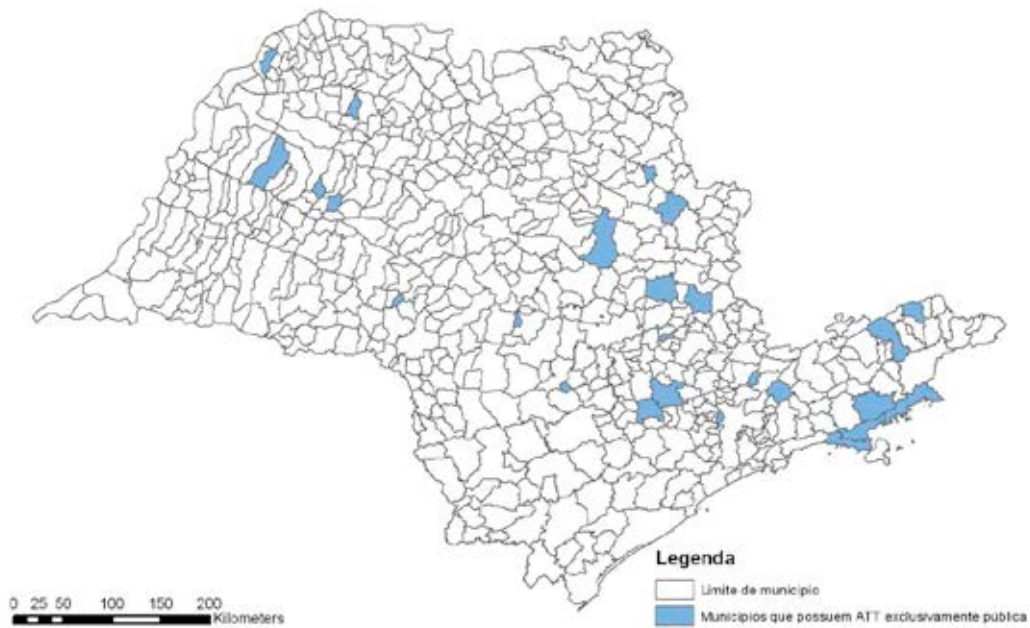 Legenda
Limite de município
Municípios que possuem ATT exclusivamente pública
0 25 50 100 150 200
Kilometers